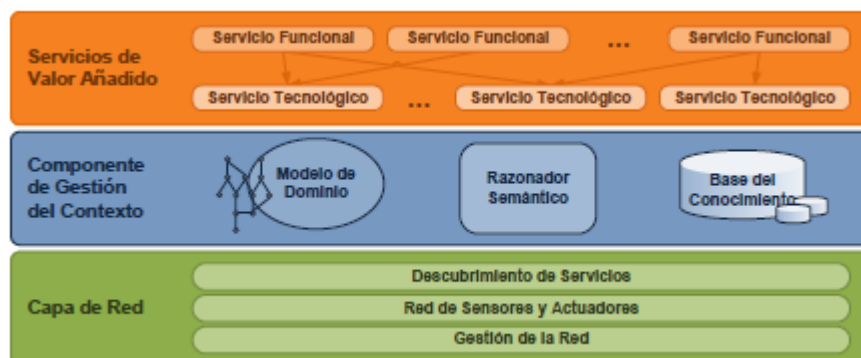 Servicios de
Valor Añadido
Servicio Funcional
Servicio Funcional
...
Servicio Funcional
Servicio Tecnológico
...
Servicio Tecnológico
Servicio Tecnológico
Componente
de Gestión
del Contexto
Modelo de
Dominio
Razonador
Semántico
Base del
Conocimiento
Capa de Red
Descubrimiento de Servicios
Red de Sensores y Actuadores
Gestión de la Red